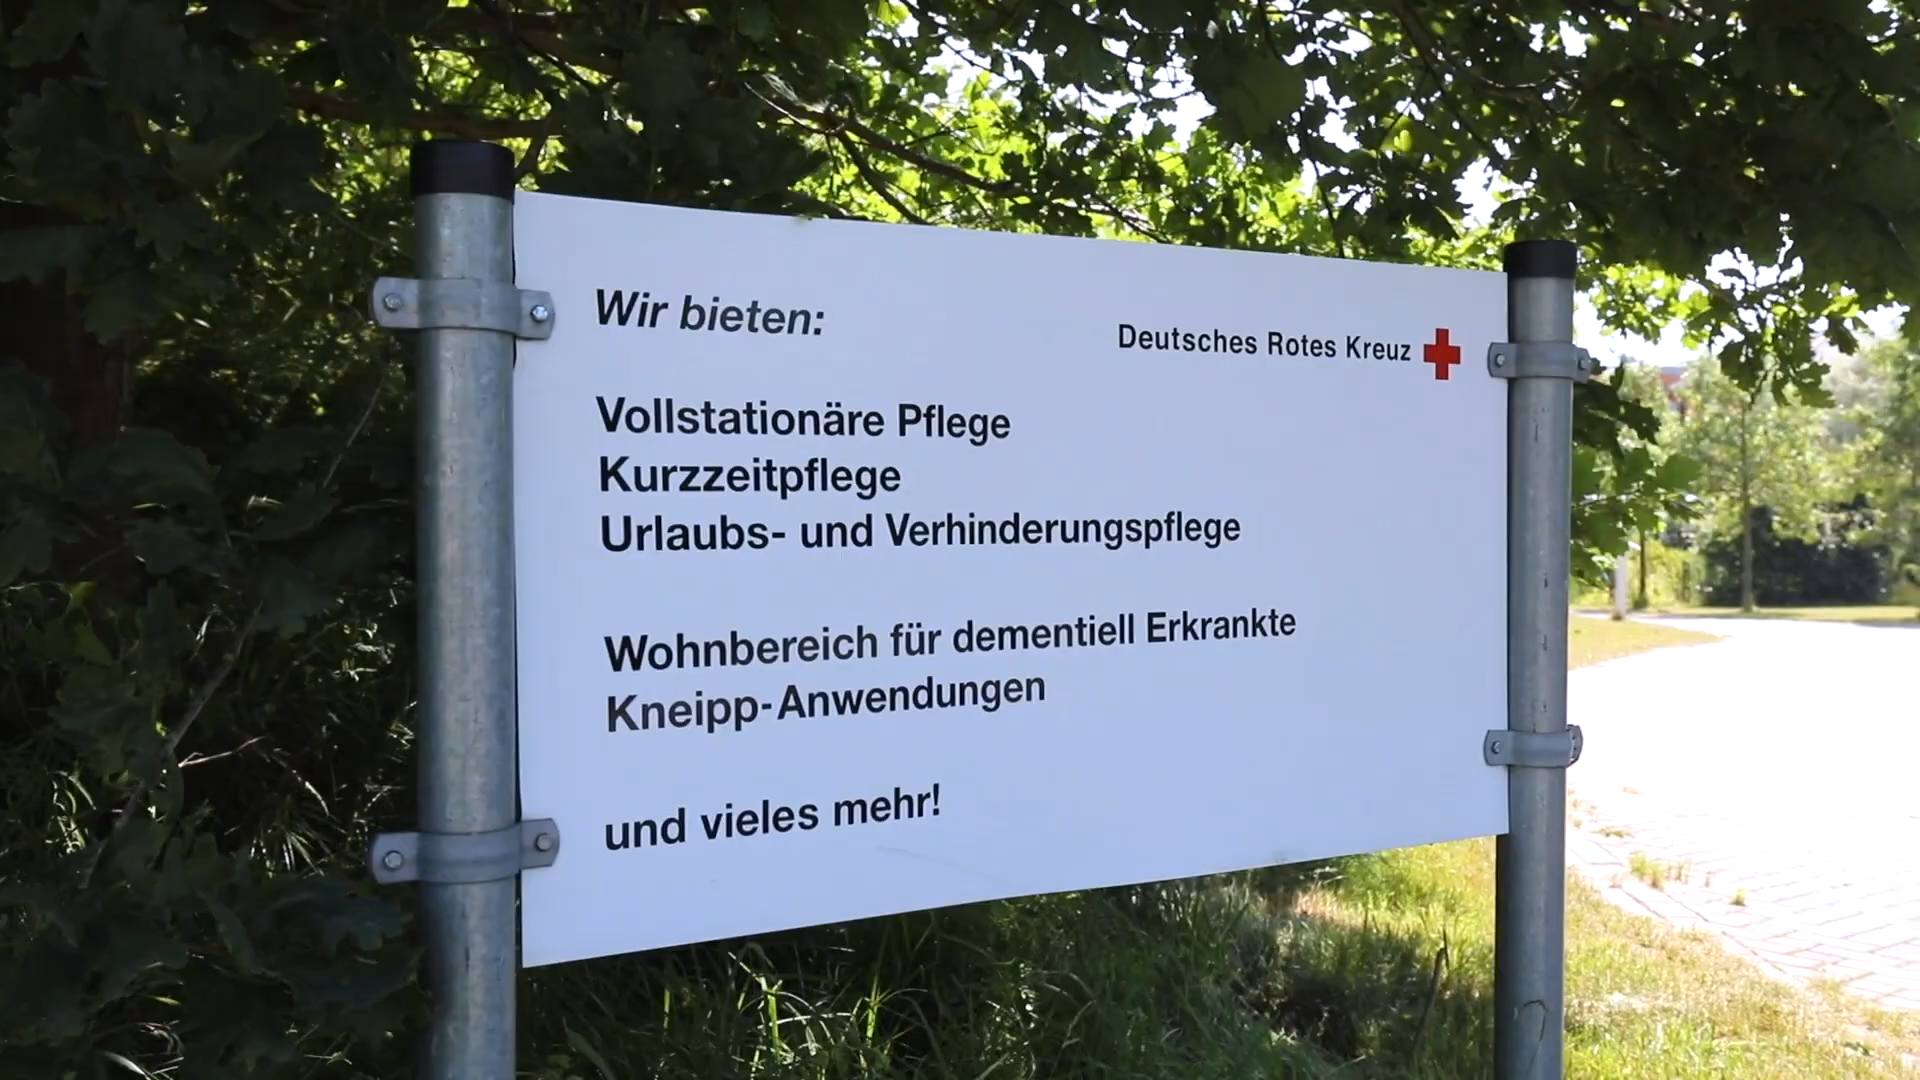 Wir bieten:
Deutsches Rotes Kreuz
Vollstationäre Pflege
Kurzzeitpflege
Urlaubs- und Verhinderungspflege
Wohnbereich für dementiell Erkrankte
Kneipp-Anwendungen
und vieles mehr!